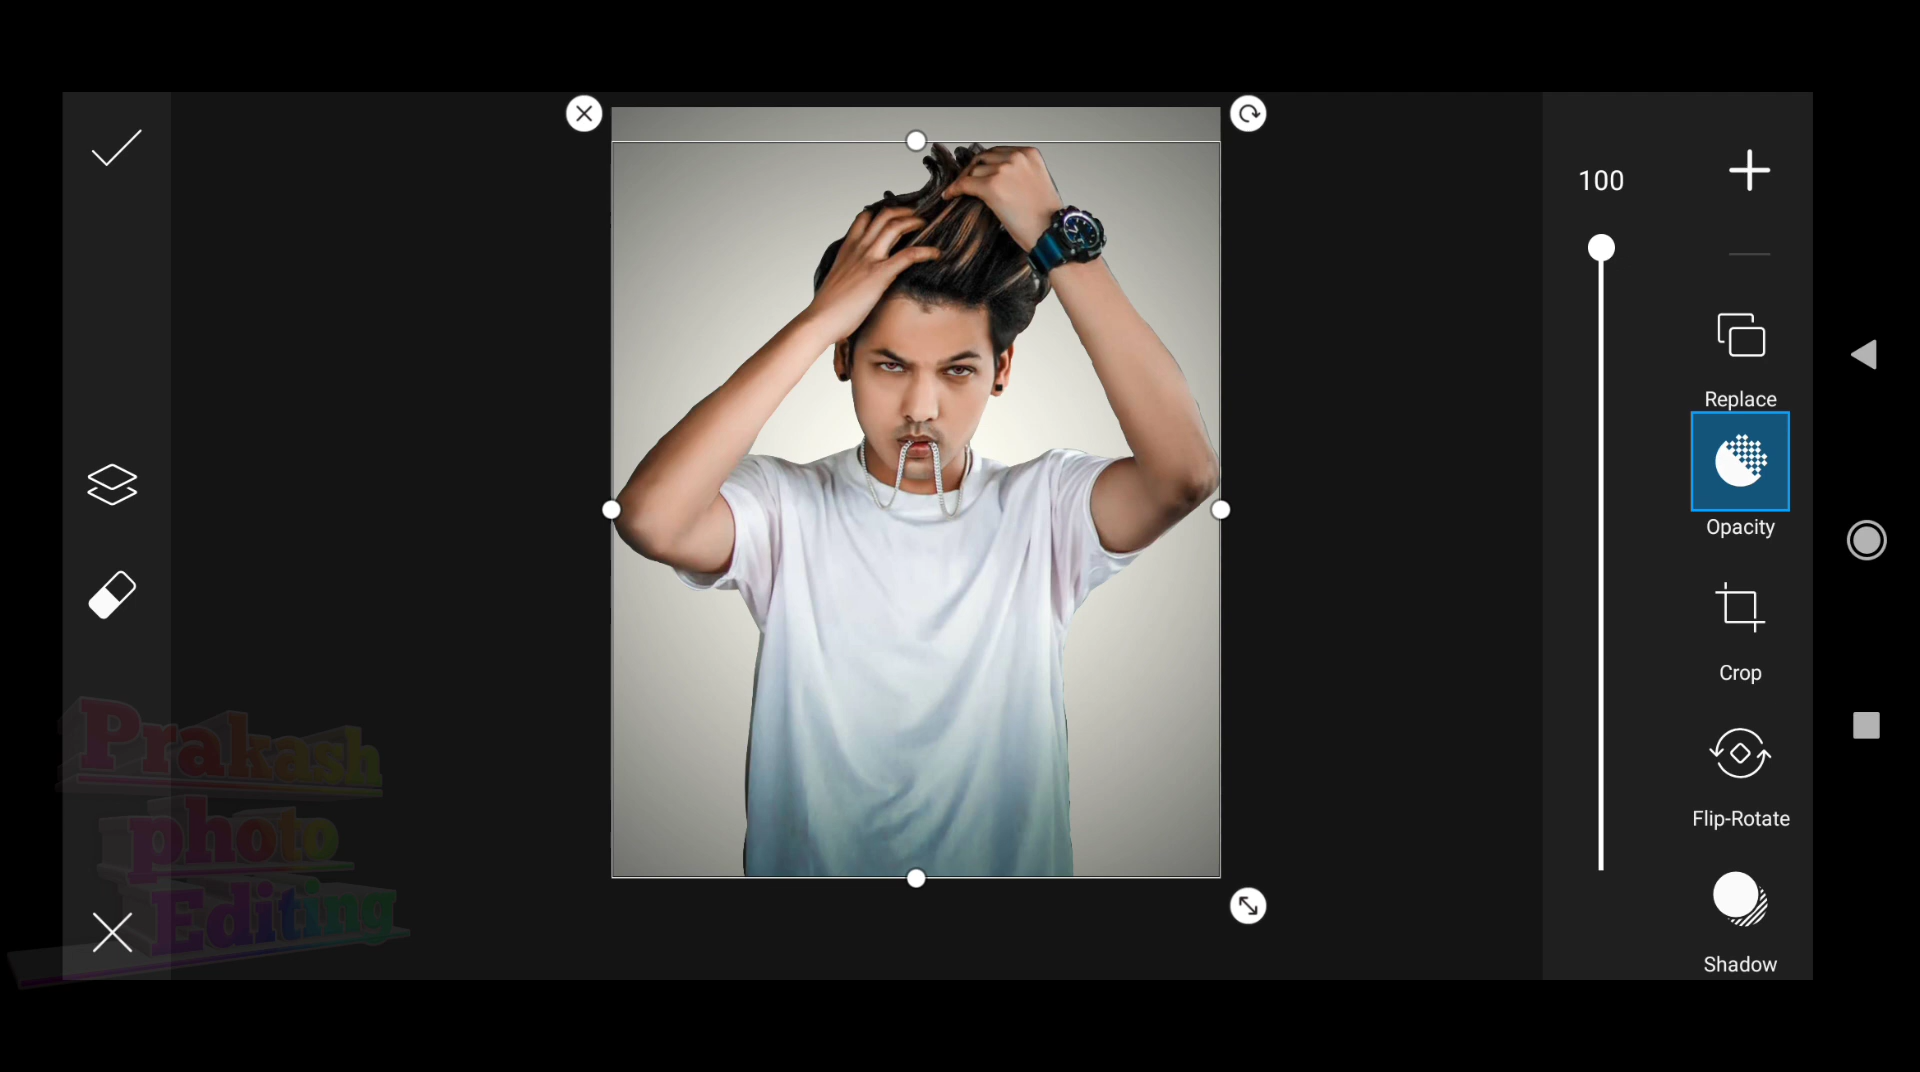 100
Replace
Opacity
Crop
Flip-Rotate
Shadow
Prakash
photo
Editing